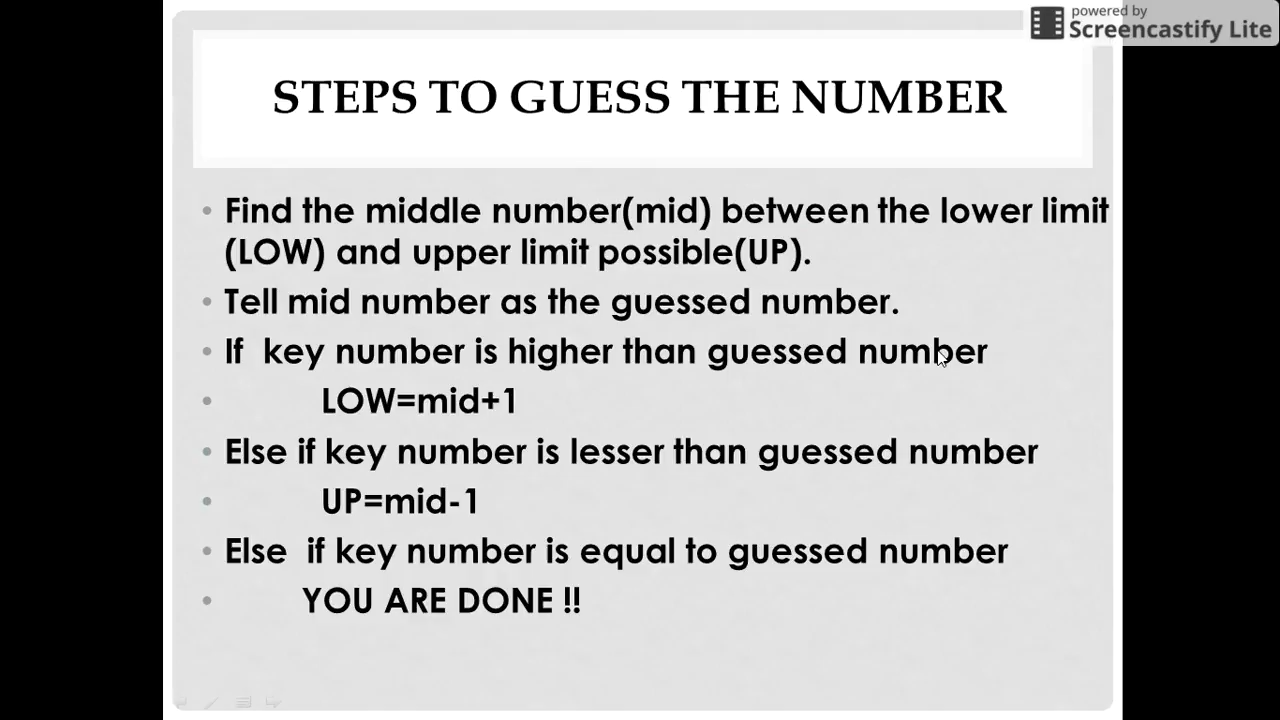 powered by
Screencastify Lite
STEPS TO GUESS THE NUMBER
• Find the middle number(mid) between the lower limit
(LOW) and upper limit possible(UP).
• Tell mid number as the guessed number.
• If key number is higher than guessed number
• LOW=mid+1
• Else if key number is lesser than guessed number
• UP=mid-1
• Else if key number is equal to guessed number
• YOU ARE DONE !!